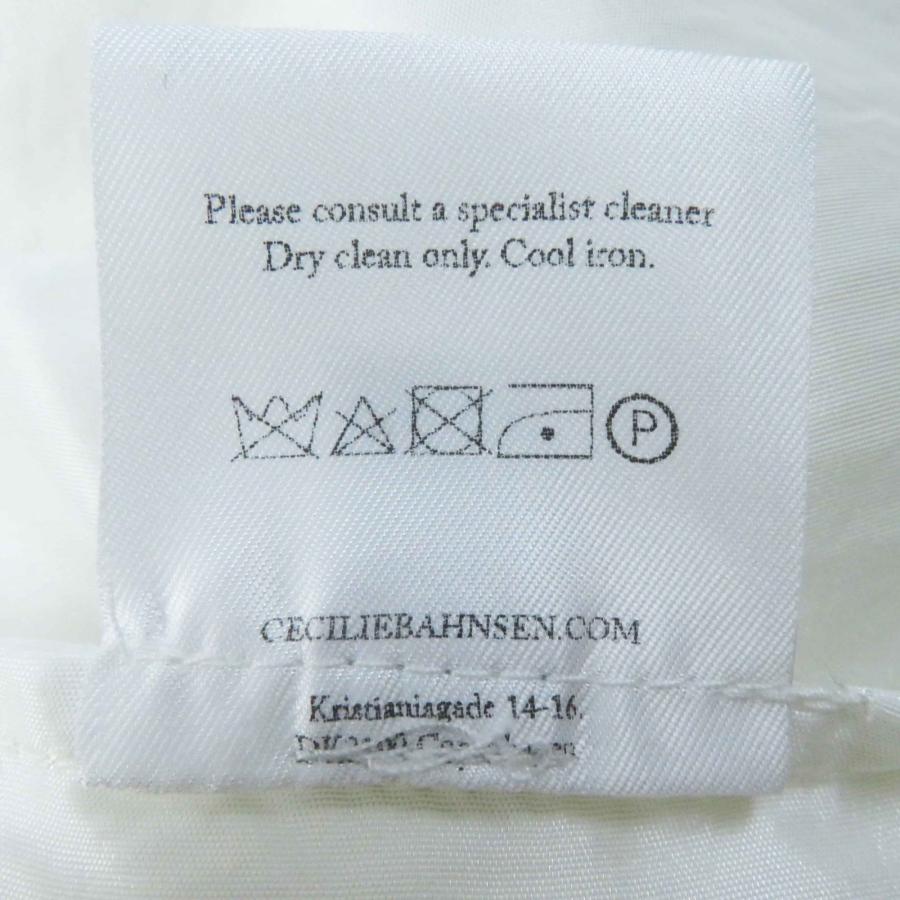 Please consult a specialist cleaner
Dry clean only. Cool iron.
P
CECILIEBAHNSEN.COM
Kristianiagade 14-16,